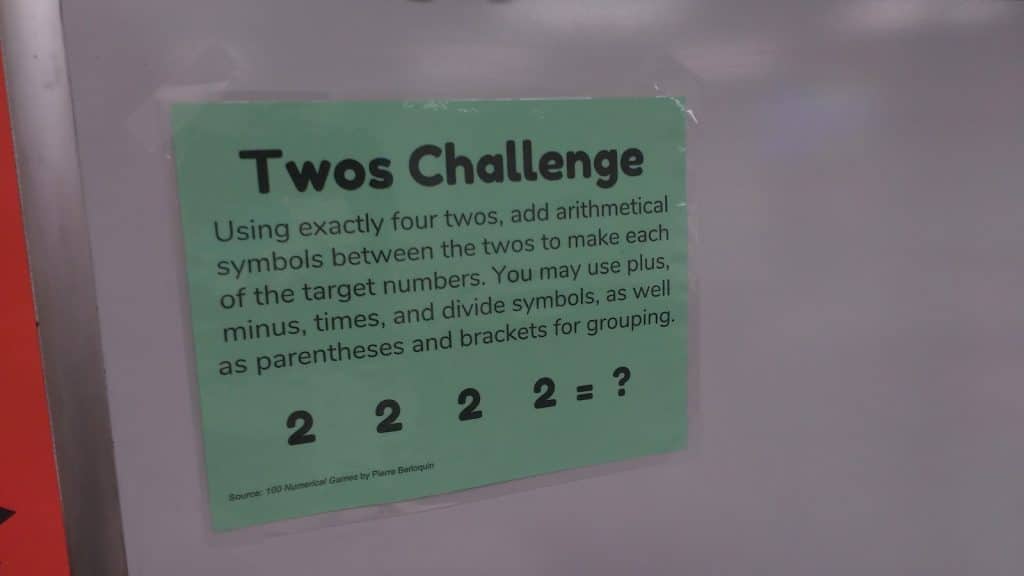 Twos Challenge
Using exactly four twos, add arithmetical
symbols between the twos to make each
of the target numbers. You may use plus,
minus, times, and divide symbols, as well
as parentheses and brackets for grouping.
2 2 2 2 = ?
Source: 100 Numerical Games by Pierre Berloquin